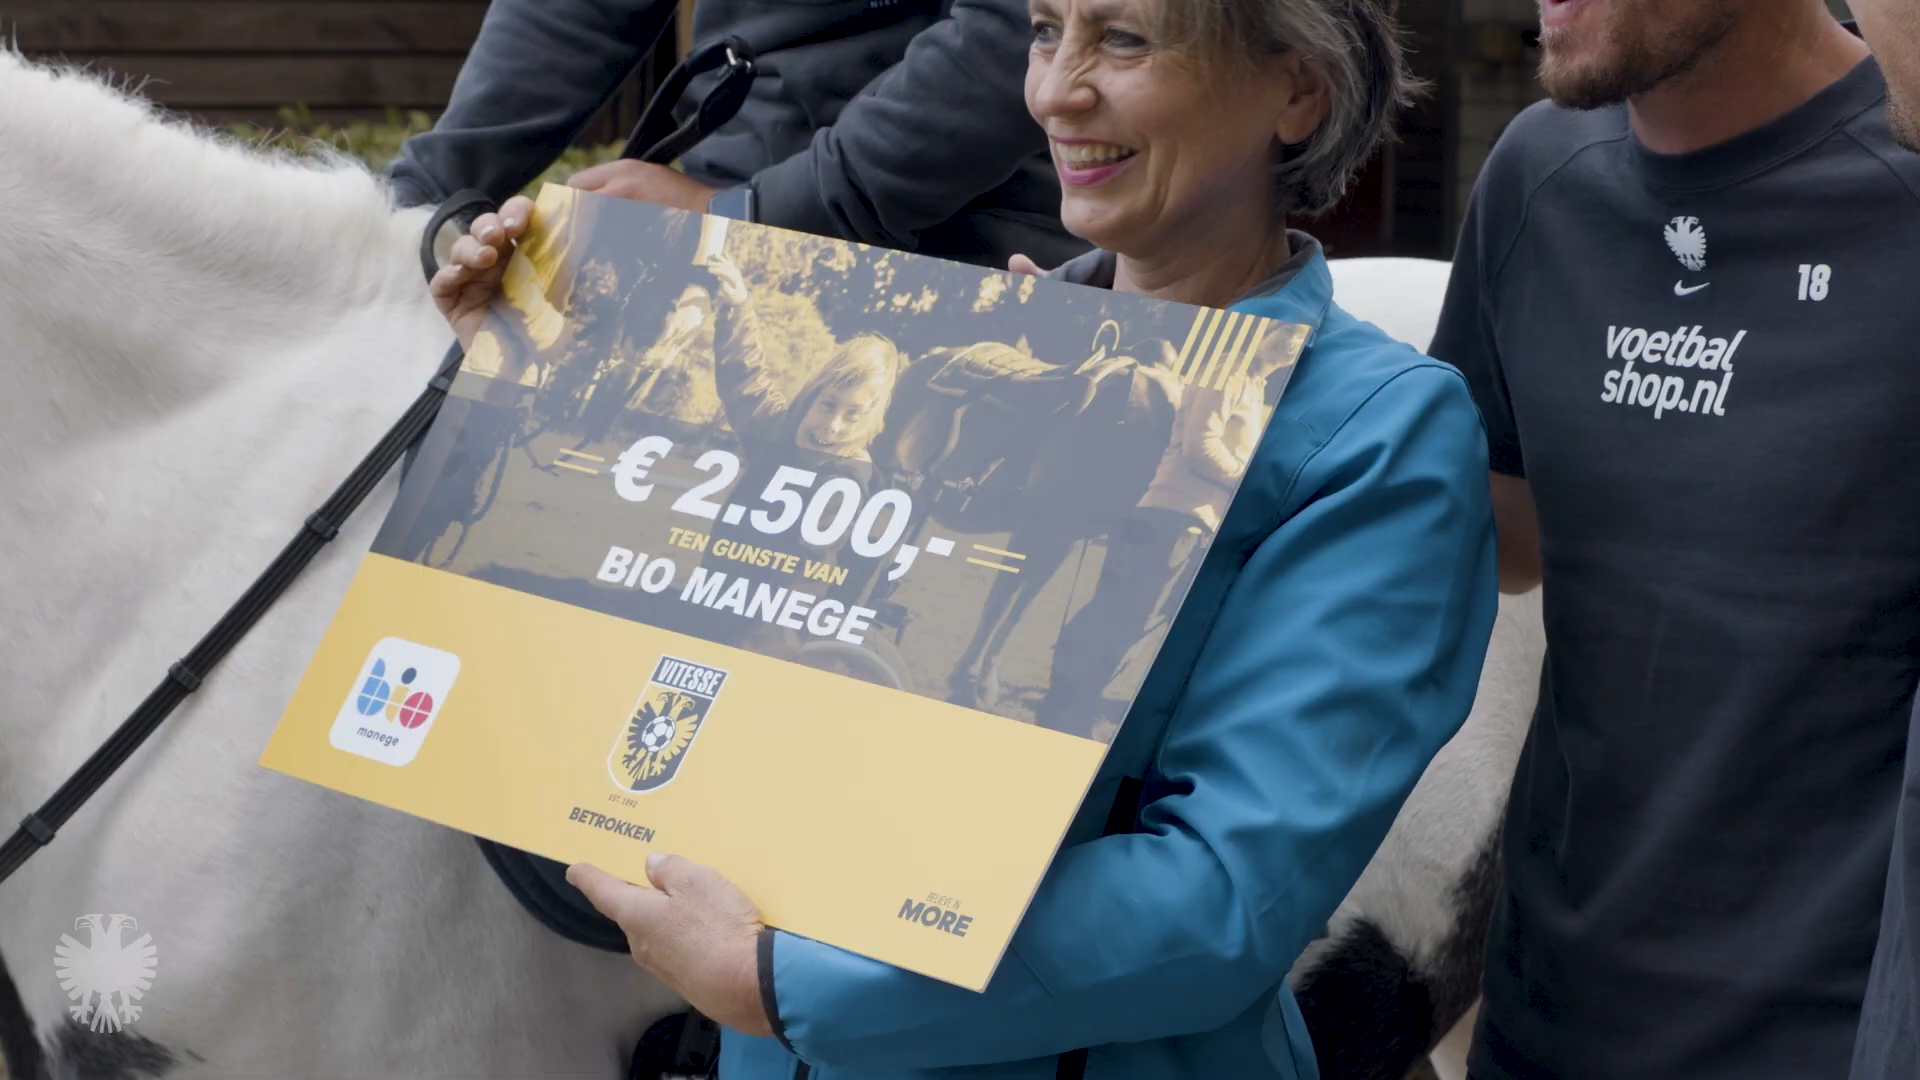 18
voetbal
shop.nl
€ 2.500,-
TEN GUNSTE VAN
BIO MANEGE
bio
manege
VITESSE
EST. 1892
BETROKKEN
BELIEVE IN
MORE